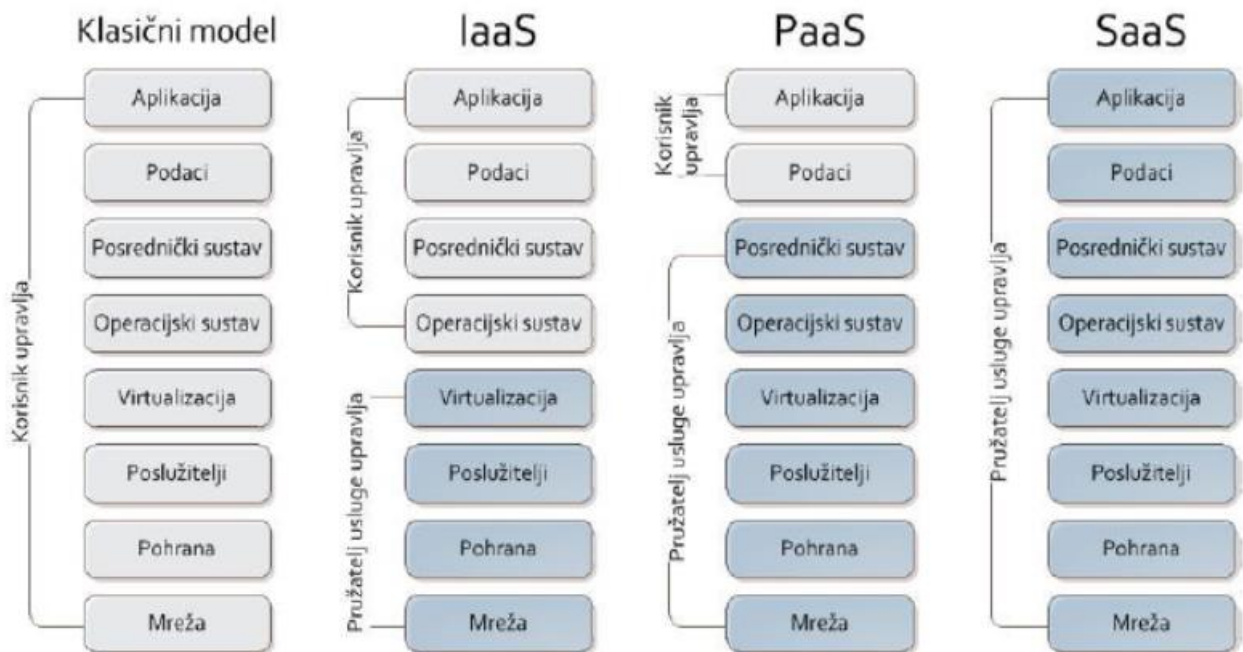 Klasični model
Korisnik upravlja
Aplikacija
Podaci
Posrednički sustav
Operacijski sustav
Virtualizacija
Poslužitelji
Pohrana
Mreža
IaaS
Korisnik upravlja
Pružatelj usluge upravlja
Aplikacija
Podaci
Posrednički sustav
Operacijski sustav
Virtualizacija
Poslužitelji
Pohrana
Mreža
PaaS
Korisnik
upravlja
Pružatelj usluge upravlja
Aplikacija
Podaci
Posrednički sustav
Operacijski sustav
Virtualizacija
Poslužitelji
Pohrana
Mreža
SaaS
Pružatelj usluge upravlja
Aplikacija
Podaci
Posrednički sustav
Operacijski sustav
Virtualizacija
Poslužitelji
Pohrana
Mreža